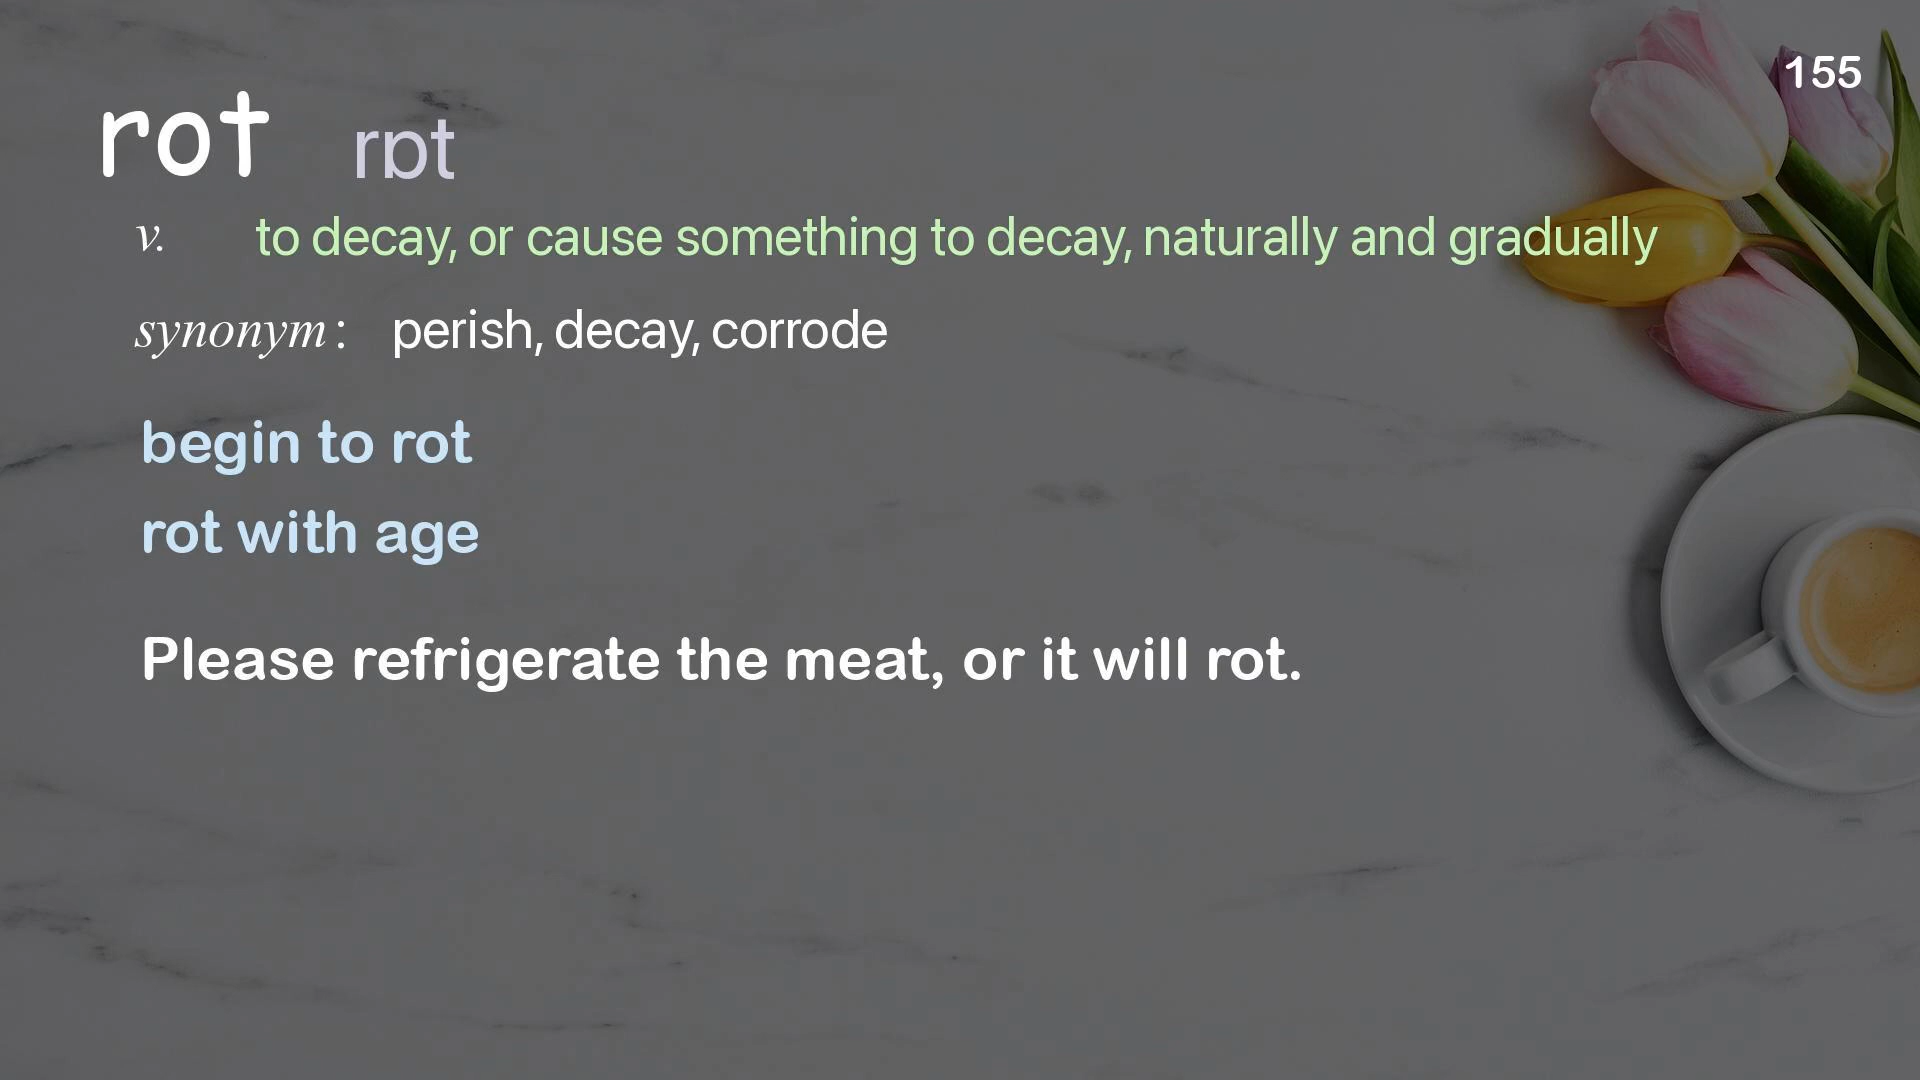 155
rot rɒt
v. to decay, or cause something to decay, naturally and gradually
synonym : perish, decay, corrode
begin to rot
rot with age
Please refrigerate the meat, or it will rot.